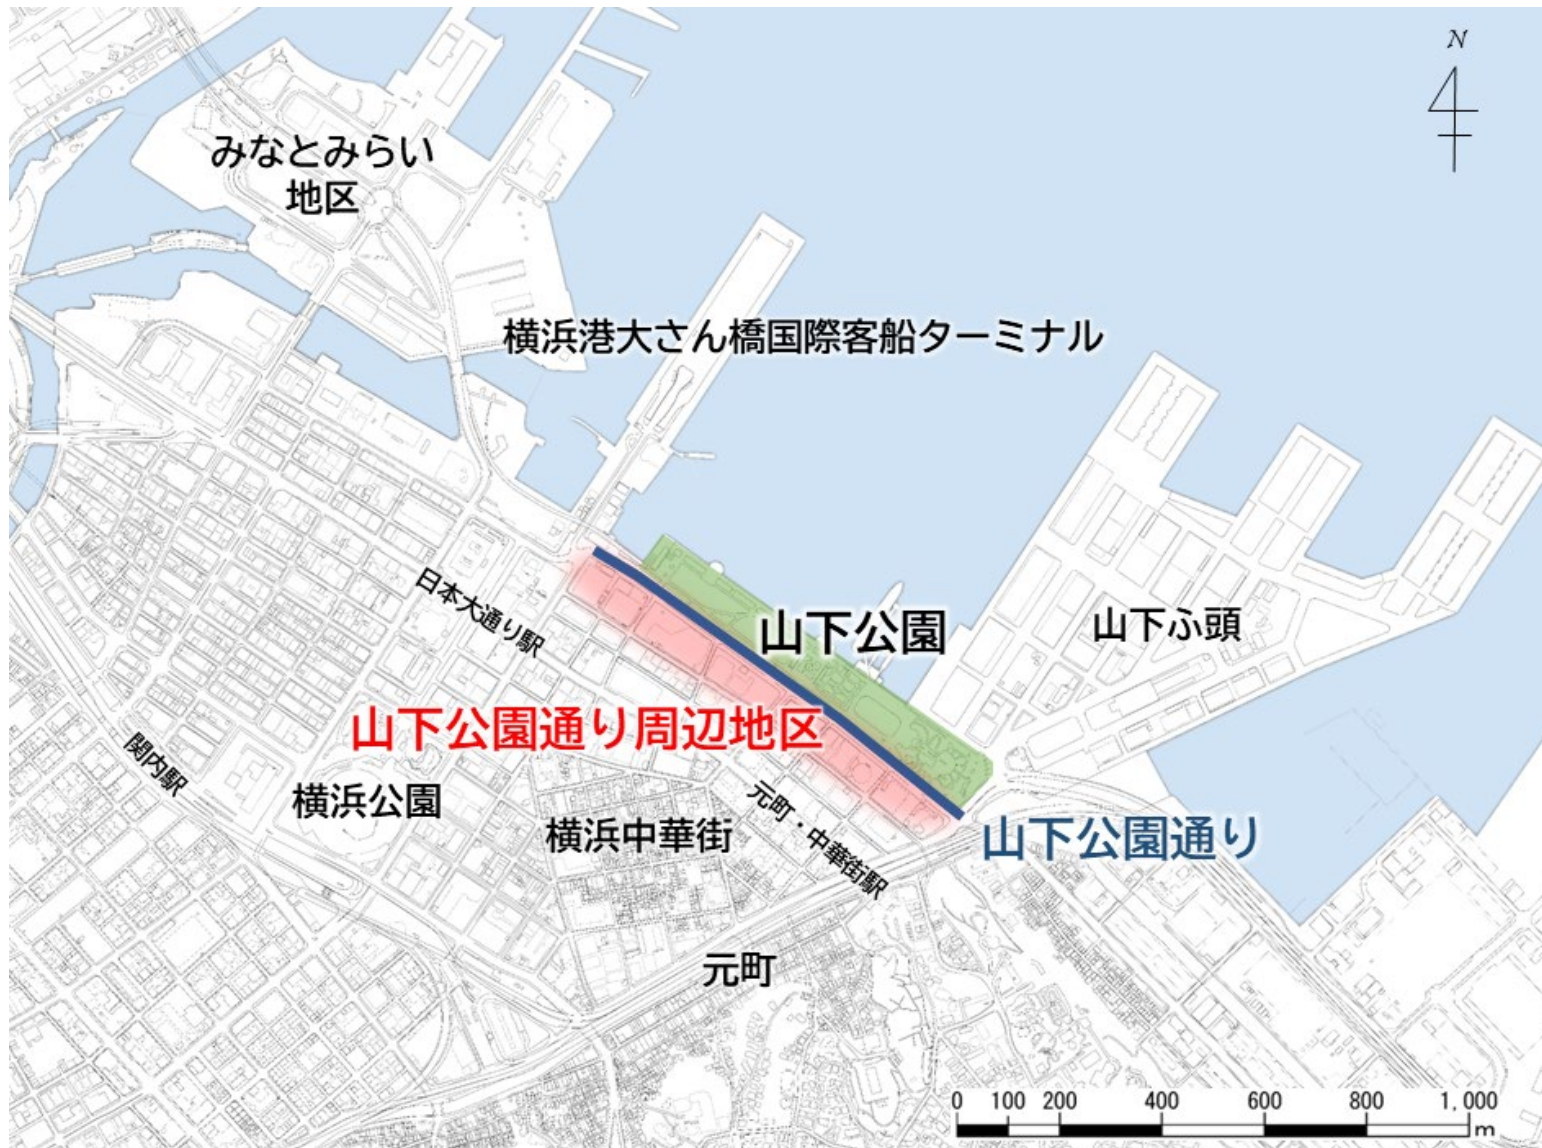 N
みなとみらい
地区
横浜港大さん橋国際客船ターミナル
日本大通り駅
山下公園
山下ふ頭
山下公園通り周辺地区
関内駅
横浜公園
元町・中華街駅
横浜中華街
山下公園通り
元町
0 100 200 400 600 800 1,000
m